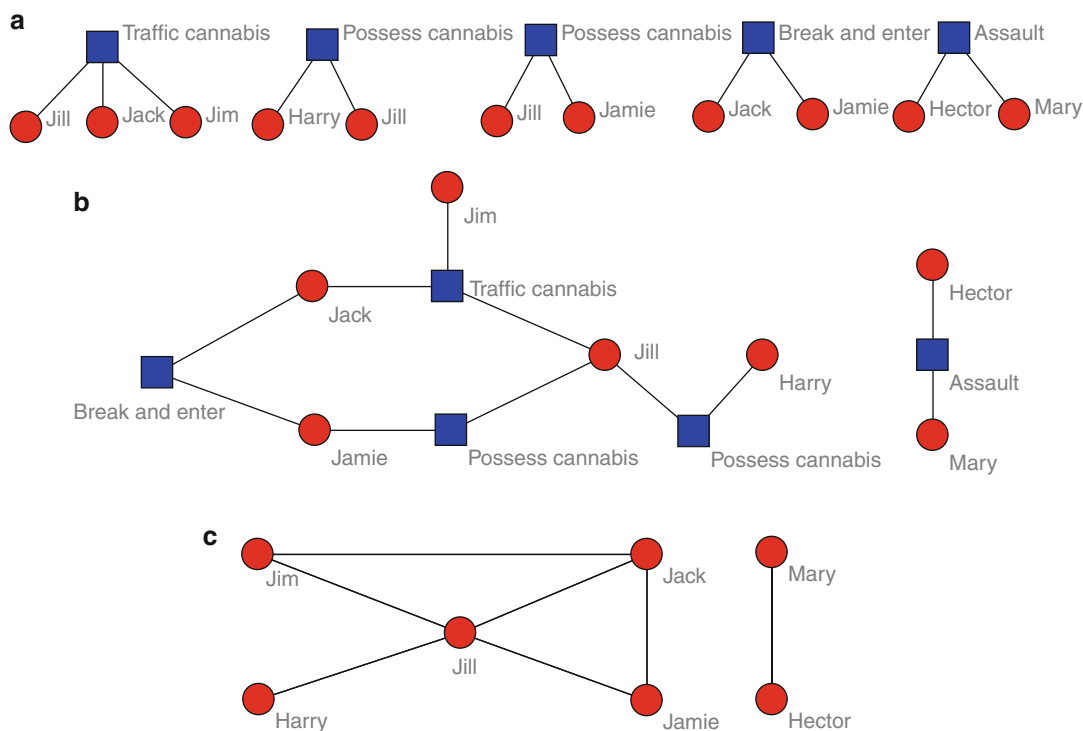 a
Traffic cannabis
Possess cannabis
Possess cannabis
Break and enter
Assault
Jill
Jack
Jim
Harry
Jill
Jill
Jamie
Jack
Jamie
Hector
Mary
b
Jim
Hector
Traffic cannabis
Jack
Jill
Harry
Assault
Break and enter
Jamie
Possess cannabis
Possess cannabis
Mary
c
Jim
Jack
Mary
Jill
Harry
Jamie
Hector